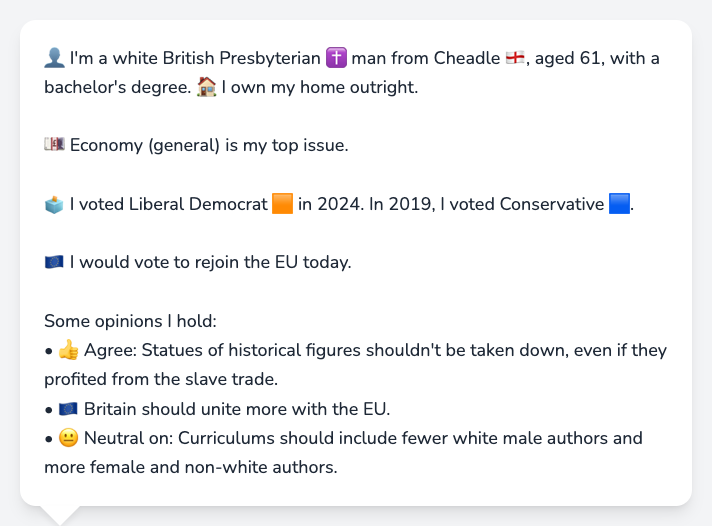 👤 I'm a white British Presbyterian ✝️ man from Cheadle 🏴󠁧󠁢󠁥󠁮󠁧󠁿, aged 61, with a
bachelor's degree. 🏠 I own my home outright.
💷 Economy (general) is my top issue.
🗳️ I voted Liberal Democrat 🟧 in 2024. In 2019, I voted Conservative 🟦.
🇪🇺 I would vote to rejoin the EU today.
Some opinions I hold:
• 👍 Agree: Statues of historical figures shouldn't be taken down, even if they
profited from the slave trade.
• 🇪🇺 Britain should unite more with the EU.
• 😐 Neutral on: Curriculums should include fewer white male authors and
more female and non-white authors.